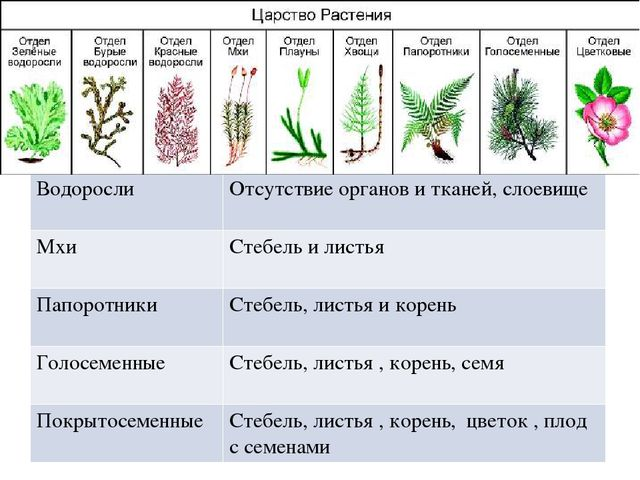 Царство Растения
Отдел
Зелёные
водоросли
Отдел
Бурые
водоросли
Отдел
Красные
водоросли
Отдел
Мхи
Отдел
Плауны
Отдел
Хвощи
Отдел
Папоротники
Отдел
Голосеменные
Отдел
Цветковые
Водоросли
Отсутствие органов и тканей, слоевище
Мхи
Стебель и листья
Папоротники
Стебель, листья и корень
Голосеменные
Стебель, листья , корень, семя
Покрытосеменные
Стебель, листья , корень, цветок , плод
с семенами